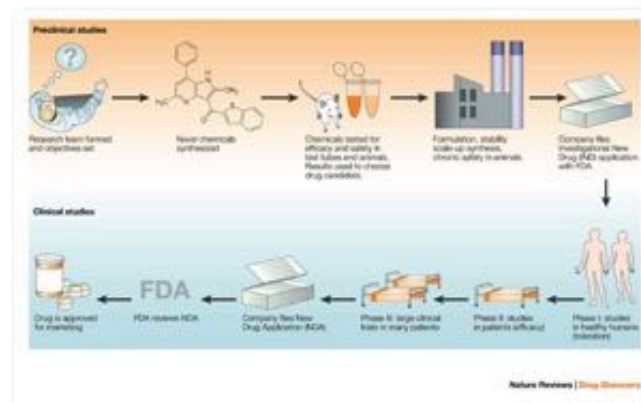 Preclinical studies
?
Research team formed
and objectives set
Novel chemicals
synthesized
Chemicals tested for
efficacy and safety in
test tubes and animals.
Results used to choose
drug candidate.
Formulation, stability
scale-up synthesis,
chronic safety in animals
Company files
Investigational New
Drug (IND) application
with FDA
Clinical studies
Drug is approved
for marketing
FDA
FDA reviews NDA
Company files New
Drug Application (NDA)
Phase III: large clinical
trials in many patients
Phase II: studies
in patients (efficacy)
Phase I: studies
in healthy humans
(toleration)
Nature Reviews | Drug Discovery